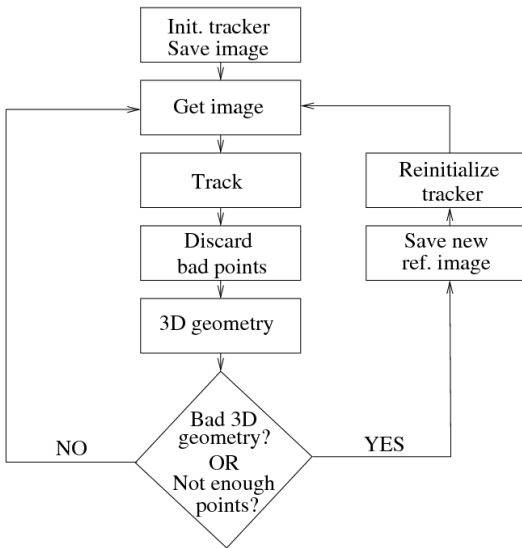 Init. tracker
Save image
Get image
Track
Reinitialize
tracker
Discard
bad points
Save new
ref. image
3D geometry
Bad 3D
geometry?
OR
Not enough
points?
NO
YES